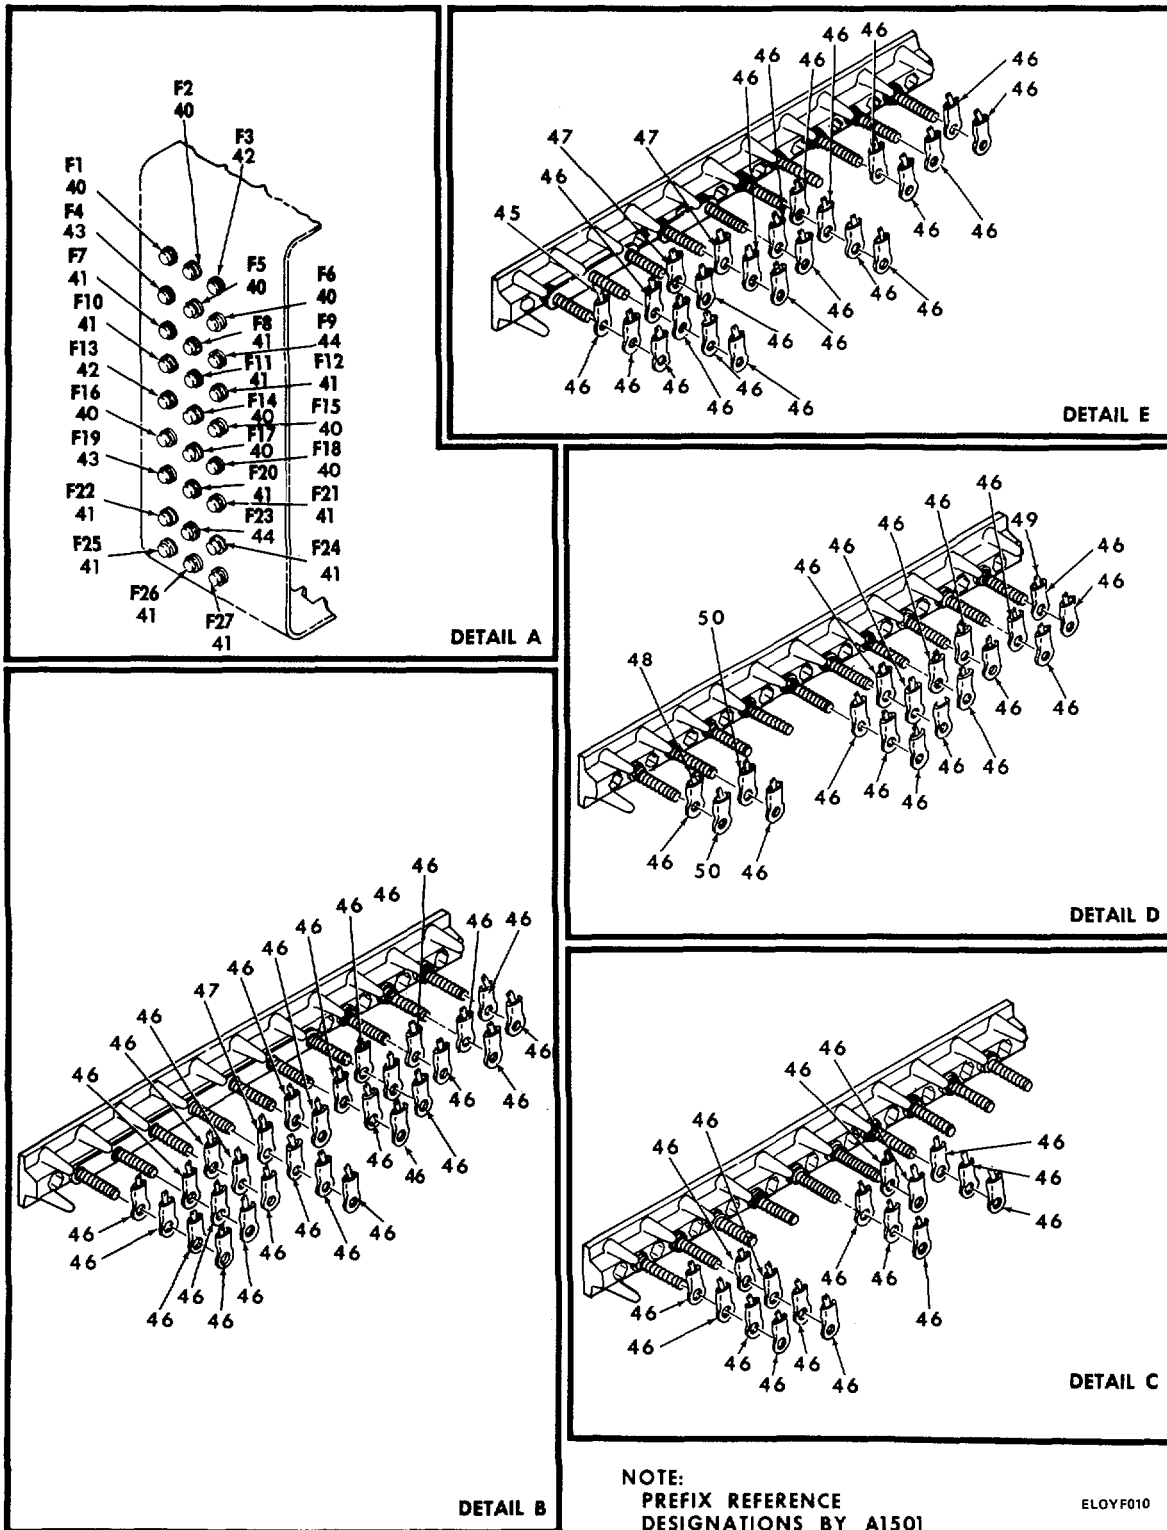 F2
40
F3
42
F1
40
F4
43
F7
41
F10
41
F13
42
F16
40
F19
43
F22
41
F25
41
F5
40
F6
40
F8
41
F9
44
F11
41
F12
41
F14
40
F15
40
F17
40
F18
40
F20
41
F21
41
F23
44
F24
41
F26
41
F27
41
DETAIL A
46 46
46 46 46
46 46
47 47
46
45
46
46
46
46
46
46
46
46
46 46 46
46 46
46 46
DETAIL E
46 46
49 46
46 46
46 46
50 46
48
46
46
46
46 46
46 46
46 46
46 50 46
DETAIL D
46
46 46
46 46
46 46
46 47
46
46
46
46
46
46
46
46
46
46
46
46
46 46
46 46
46 46
46 46
DETAIL B
46
46
46
46
46
46
46
46 46
46
46
46
46
46 46
46 46
DETAIL C
NOTE:
PREFIX REFERENCE
DESIGNATIONS BY A1501
ELOYF010